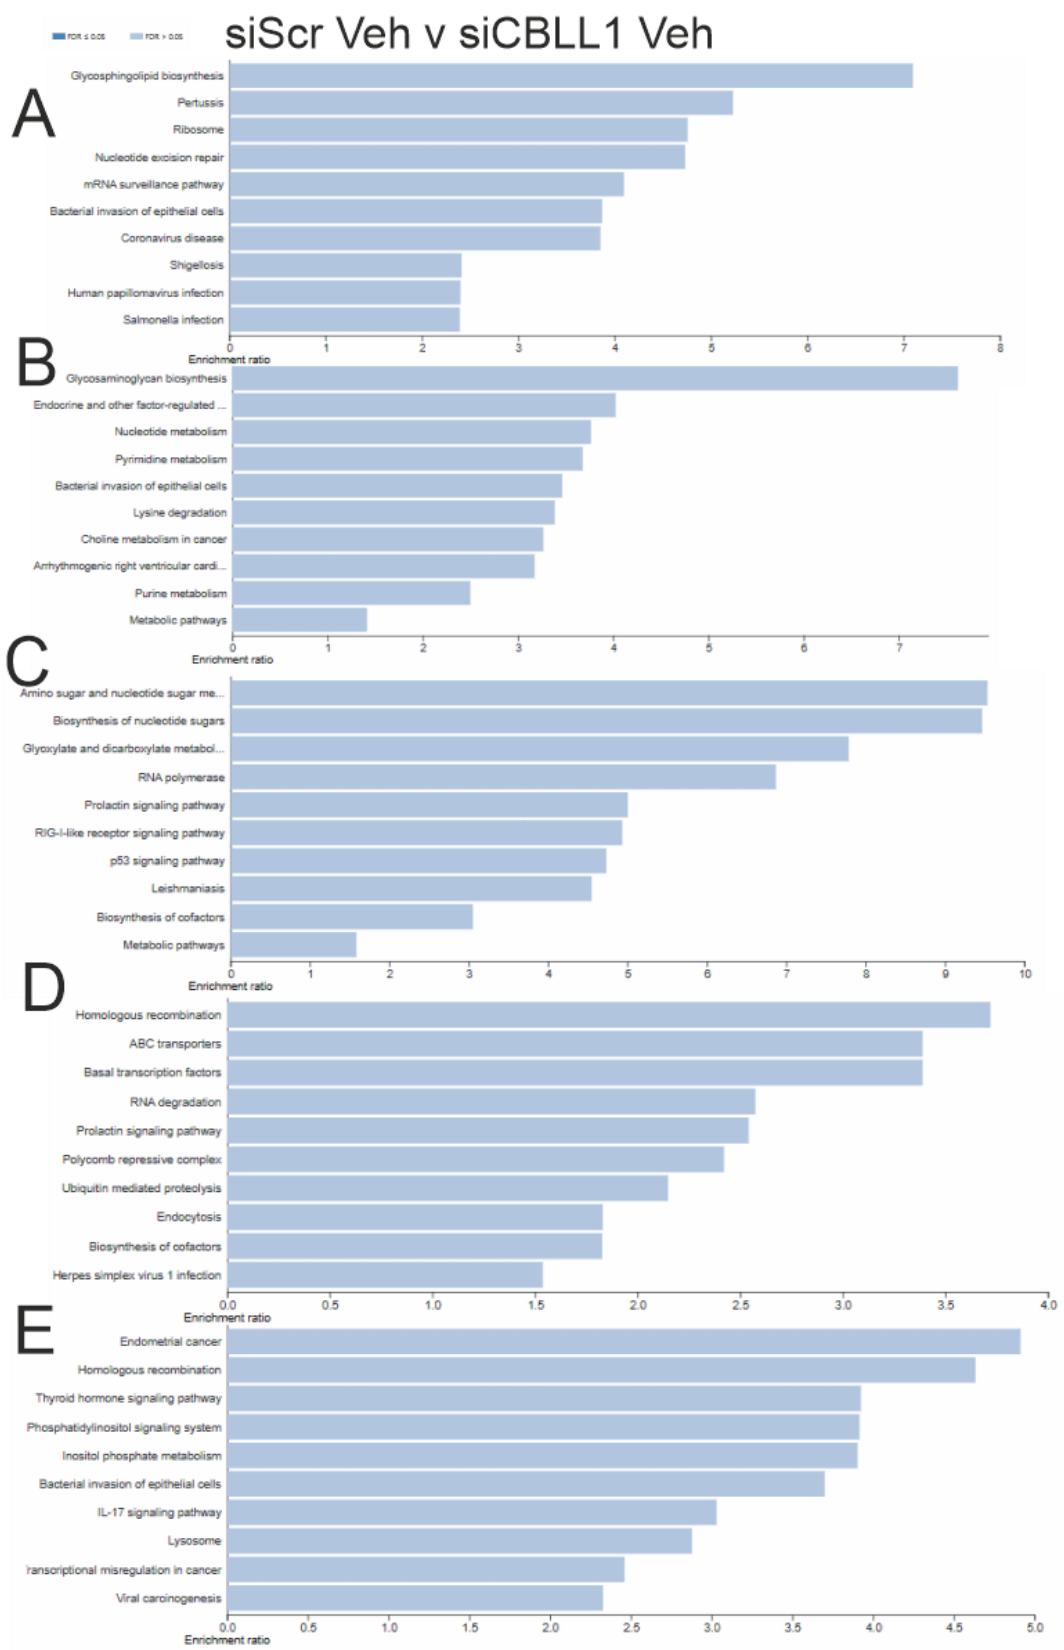 FDR ≤ 0.05 FDR > 0.05 siScr Veh v siCBLL1 Veh
A
Glycosphingolipid biosynthesis
Pertussis
Ribosome
Nucleotide excision repair
mRNA surveillance pathway
Bacterial invasion of epithelial cells
Coronavirus disease
Shigellosis
Human papillomavirus infection
Salmonella infection
0 1 2 3 4 5 6 7 8
Enrichment ratio
B
Glycosaminoglycan biosynthesis
Endocrine and other factor-regulated ...
Nucleotide metabolism
Pyrimidine metabolism
Bacterial invasion of epithelial cells
Lysine degradation
Choline metabolism in cancer
Arrhythmogenic right ventricular cardi...
Purine metabolism
Metabolic pathways
0 1 2 3 4 5 6 7
Enrichment ratio
C
Amino sugar and nucleotide sugar me...
Biosynthesis of nucleotide sugars
Glyoxylate and dicarboxylate metabol...
RNA polymerase
Prolactin signaling pathway
RIG-I-like receptor signaling pathway
p53 signaling pathway
Leishmaniasis
Biosynthesis of cofactors
Metabolic pathways
0 1 2 3 4 5 6 7 8 9 10
Enrichment ratio
D
Homologous recombination
ABC transporters
Basal transcription factors
RNA degradation
Prolactin signaling pathway
Polycomb repressive complex
Ubiquitin mediated proteolysis
Endocytosis
Biosynthesis of cofactors
Herpes simplex virus 1 infection
0.0 0.5 1.0 1.5 2.0 2.5 3.0 3.5 4.0
Enrichment ratio
E
Endometrial cancer
Homologous recombination
Thyroid hormone signaling pathway
Phosphatidylinositol signaling system
Inositol phosphate metabolism
Bacterial invasion of epithelial cells
IL-17 signaling pathway
Lysosome
ranscriptional misregulation in cancer
Viral carcinogenesis
0.0 0.5 1.0 1.5 2.0 2.5 3.0 3.5 4.0 4.5 5.0
Enrichment ratio